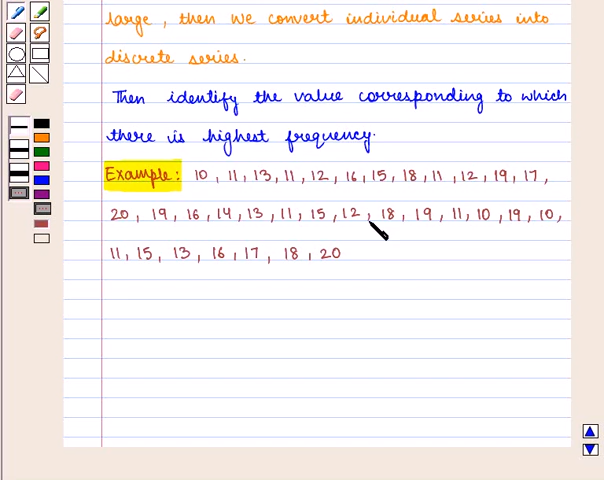 large, then we convert individual series into
discrete series.
Then identify the value corresponding to which
there is highest frequency.
Example: 10, 11, 13, 11, 12, 16, 15, 18, 11, 12, 19, 17,
20, 19, 16, 14, 13, 11, 15, 12, 18, 19, 11, 10, 19, 10,
11, 15, 13, 16, 17, 18, 20